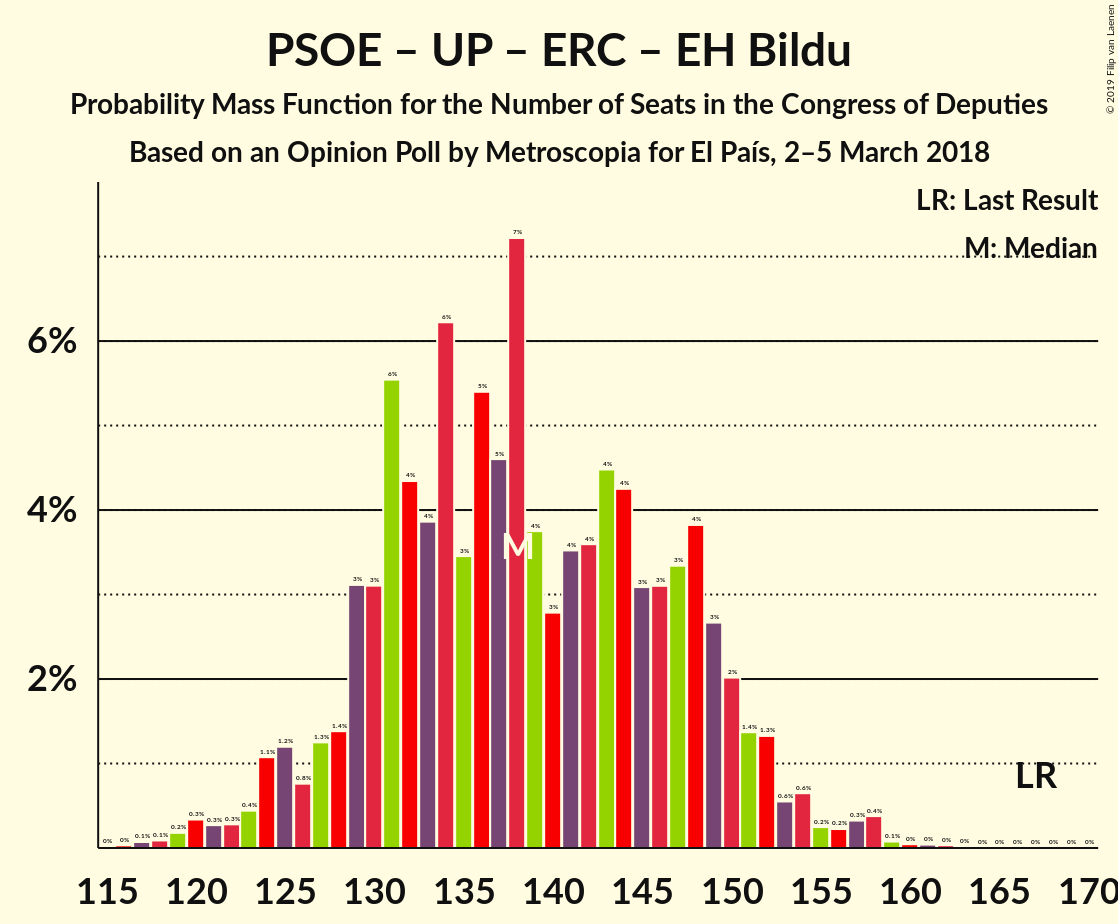 PSOE – UP – ERC – EH Bildu
Probability Mass Function for the Number of Seats in the Congress of Deputies
Based on an Opinion Poll by Metroscopia for El País, 2–5 March 2018
© 2019 Filip van Laenen
LR: Last Result
M: Median
6%
4%
2%
0% 0% 0.1% 0.1% 0.2% 0.3% 0.3% 0.3% 0.4% 1.1% 1.2% 0.8% 1.3% 1.4% 3% 3% 6% 4% 4% 6% 3% 5% 5% 7% 4% 3% 4% 4% 4% 4% 3% 3% 3% 4% 3% 2% 1.4% 1.3% 0.6% 0.6% 0.2% 0.2% 0.3% 0.4% 0.1% 0% 0% 0% 0% 0% 0% 0% 0% 0% 0% 0%
M
LR
115 120 125 130 135 140 145 150 155 160 165 170